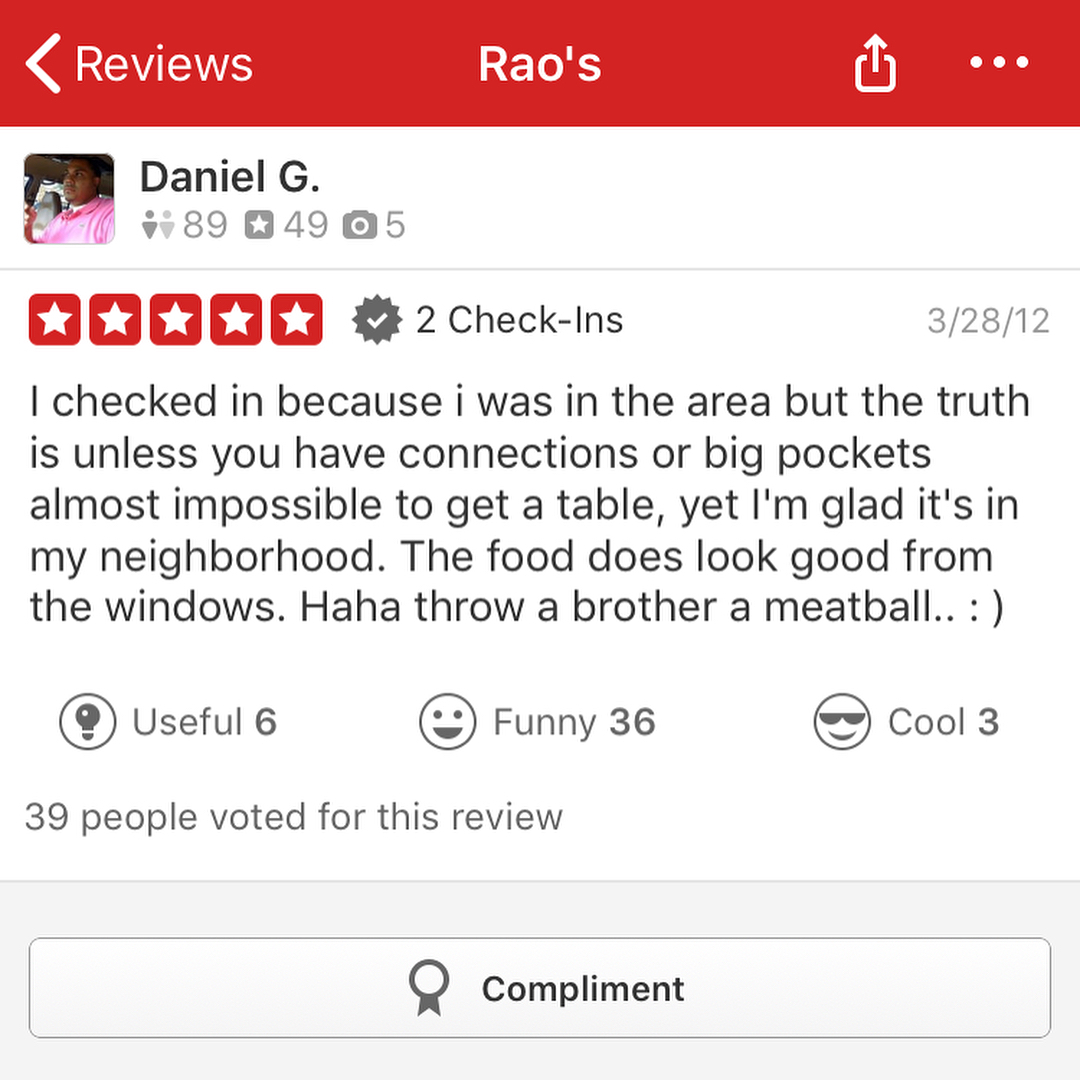 Reviews
Rao's
Daniel G.
89 49 5
2 Check-Ins
3/28/12
I checked in because i was in the area but the truth
is unless you have connections or big pockets
almost impossible to get a table, yet I'm glad it's in
my neighborhood. The food does look good from
the windows. Haha throw a brother a meatball.. : )
Useful 6
Funny 36
Cool 3
39 people voted for this review
Compliment